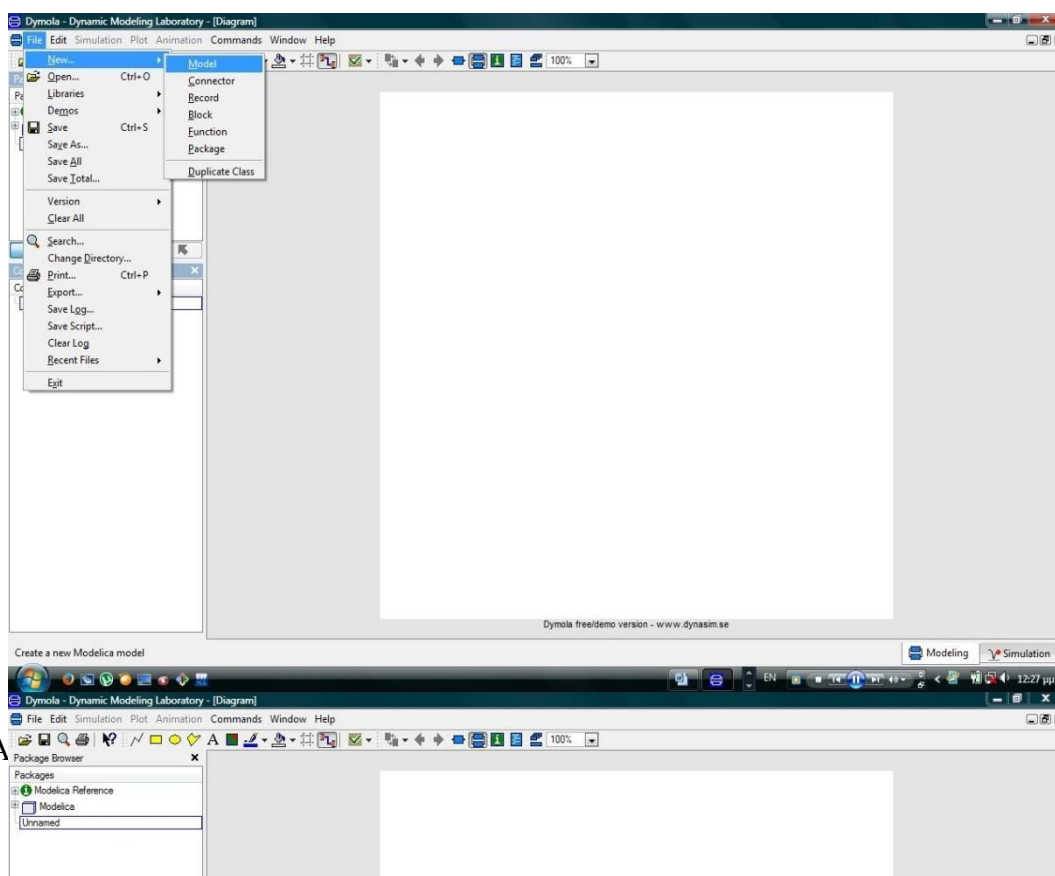 Dymola - Dynamic Modeling Laboratory - [Diagram]
File Edit Simulation Plot Animation Commands Window Help
100%
New...
Open... Ctrl+O
Libraries
Demos
Save Ctrl+S
Save As...
Save All
Save Total...
Version
Clear All
Search...
Change Directory...
Print... Ctrl+P
Export...
Save Log...
Save Script...
Clear Log
Recent Files
Exit
Model
Connector
Record
Block
Function
Package
Duplicate Class
Dymola free/demo version - www.dynasim.se
Create a new Modelica model
Modeling Simulation
EN 12:27 μμ
Dymola - Dynamic Modeling Laboratory - [Diagram]
File Edit Simulation Plot Animation Commands Window Help
A 100%
Package Browser
Packages
Modelica Reference
Modelica
Unnamed